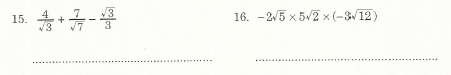 15. 4/√3 + 7/√7 − √3/3
16. −2√5 × 5√2 × (−3√12)